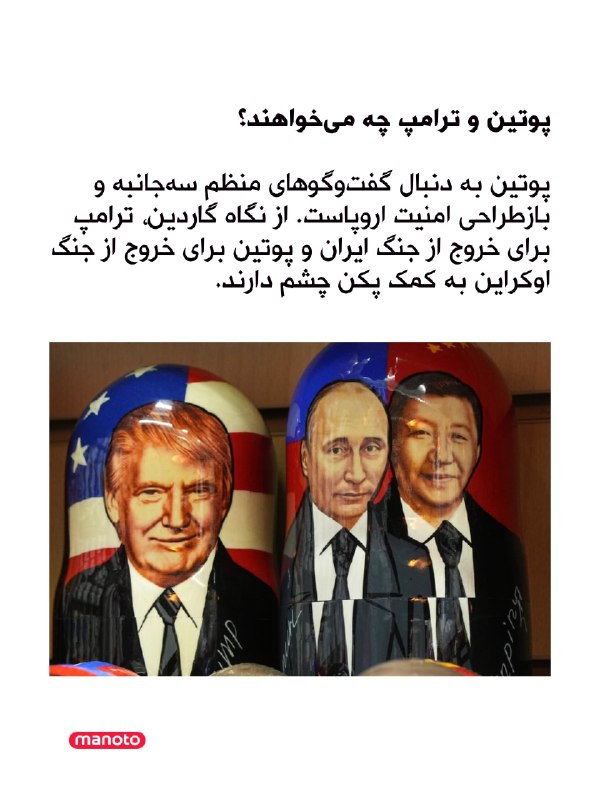 پوتین و ترامپ چه می‌خواهند؟
پوتین به دنبال گفت‌وگوهای منظم سه‌جانبه و
بازطراحی امنیت اروپاست. از نگاه گاردین، ترامپ
برای خروج از جنگ ایران و پوتین برای خروج از جنگ
اوکراین به کمک پکن چشم دارند.
manoto